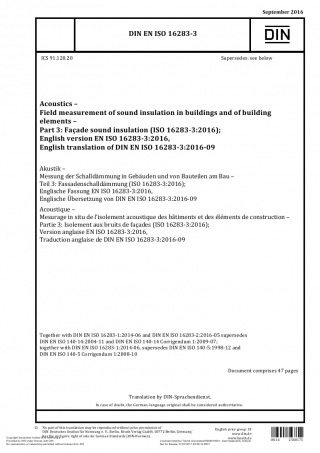 September 2016
DIN EN ISO 16283-3
DIN
ICS 91.120.20
Supersedes: see below
Acoustics –
Field measurement of sound insulation in buildings and of building
elements –
Part 3: Façade sound insulation (ISO 16283-3:2016);
English version EN ISO 16283-3:2016,
English translation of DIN EN ISO 16283-3:2016-09
Akustik –
Messung der Schalldämmung in Gebäuden und von Bauteilen am Bau –
Teil 3: Fassadenschalldämmung (ISO 16283-3:2016);
Englische Fassung EN ISO 16283-3:2016,
Englische Übersetzung von DIN EN ISO 16283-3:2016-09
Acoustique –
Mesurage in situ de l'isolement acoustique des bâtiments et des éléments de construction –
Partie 3: Isolement aux bruits de façades (ISO 16283-3:2016);
Version anglaise EN ISO 16283-3:2016,
Traduction anglaise de DIN EN ISO 16283-3:2016-09
Together with DIN EN ISO 16283-1:2014-06 and DIN EN ISO 16283-2:2016-05 supersedes
DIN EN ISO 140-14:2004-11 and DIN EN ISO 140-14 Corrigendum 1:2009-07;
together with DIN EN ISO 16283-1:2014-06, supersedes DIN EN ISO 140-5:1998-12 and
DIN EN ISO 140-5 Corrigendum 1:2008-10
Document comprises 47 pages
Translation by DIN-Sprachendienst.
In case of doubt, the German-language original shall be considered authoritative.
No part of this translation may be reproduced without prior permission of
DIN Deutsches Institut für Normung e. V., Berlin. Beuth Verlag GmbH, 10772 Berlin, Germany,
has the exclusive right of sale for German Standards (DIN-Normen).
English price group 19
www.din.de
www.beuth.de